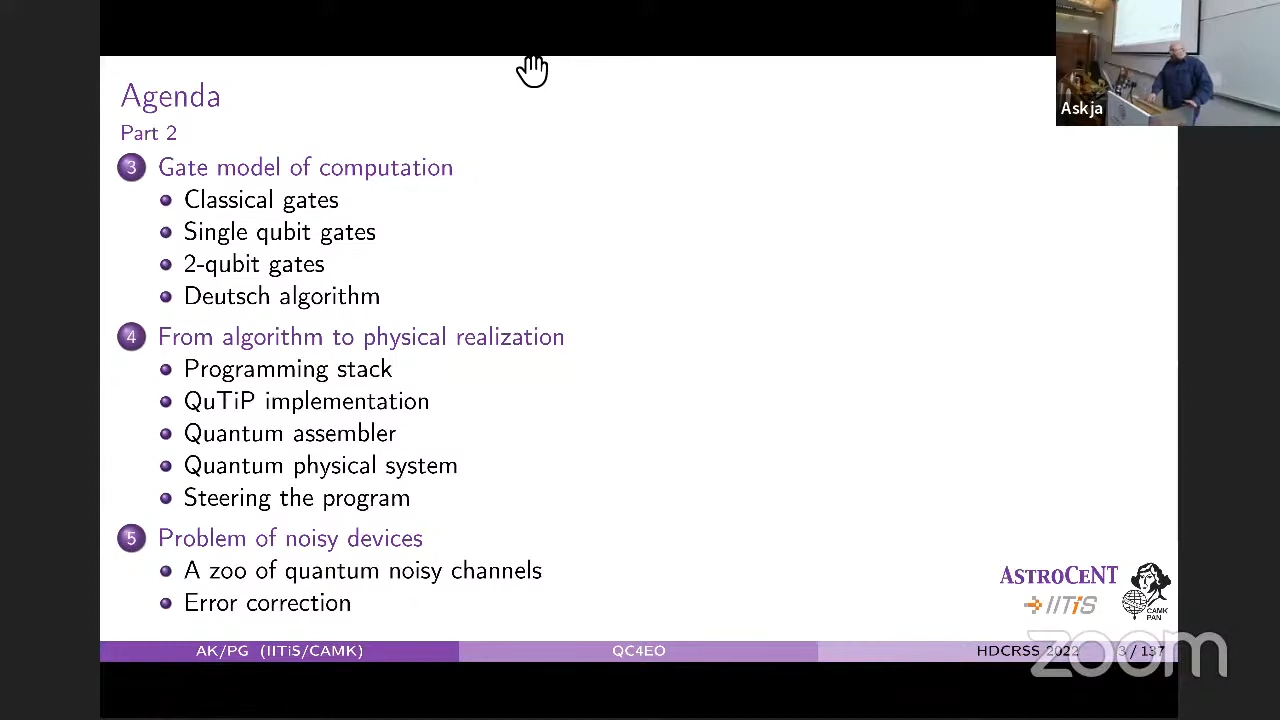 Agenda
Part 2
3 Gate model of computation
Classical gates
Single qubit gates
2-qubit gates
Deutsch algorithm
4 From algorithm to physical realization
Programming stack
QuTiP implementation
Quantum assembler
Quantum physical system
Steering the program
5 Problem of noisy devices
A zoo of quantum noisy channels
Error correction
Askja
ASTROCENT
IITiS
CAMK
PAN
AK/PG (IITiS/CAMK)
QC4EO
HDCRSS 2022
3 / 137
zoom